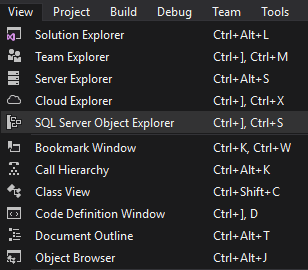 View Project Build Debug Team Tools
Solution Explorer Ctrl+Alt+L
Team Explorer Ctrl+], Ctrl+M
Server Explorer Ctrl+Alt+S
Cloud Explorer Ctrl+], Ctrl+X
SQL Server Object Explorer Ctrl+], Ctrl+S
Bookmark Window Ctrl+K, Ctrl+W
Call Hierarchy Ctrl+Alt+K
Class View Ctrl+Shift+C
Code Definition Window Ctrl+], D
Document Outline Ctrl+Alt+T
Object Browser Ctrl+Alt+J